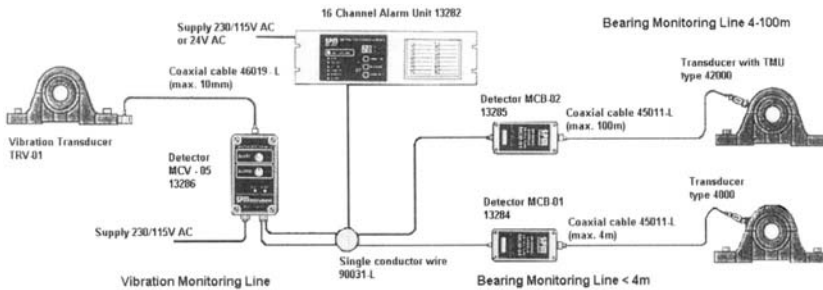 Supply 230/115V AC
or 24V AC
16 Channel Alarm Unit 13282
Bearing Monitoring Line 4-100m
Coaxial cable 46019 - L
(max. 10mm)
Vibration Transducer
TRV-01
Detector
MCV - 05
13286
Supply 230/115V AC
Vibration Monitoring Line
Single conductor wire
90031-L
Detector MCB-02
13285
Coaxial cable 45011-L
(max. 100m)
Transducer with TMU
type 42000
Detector MCB-01
13284
Coaxial cable 45011-L
(max. 4m)
Transducer
type 4000
Bearing Monitoring Line < 4m